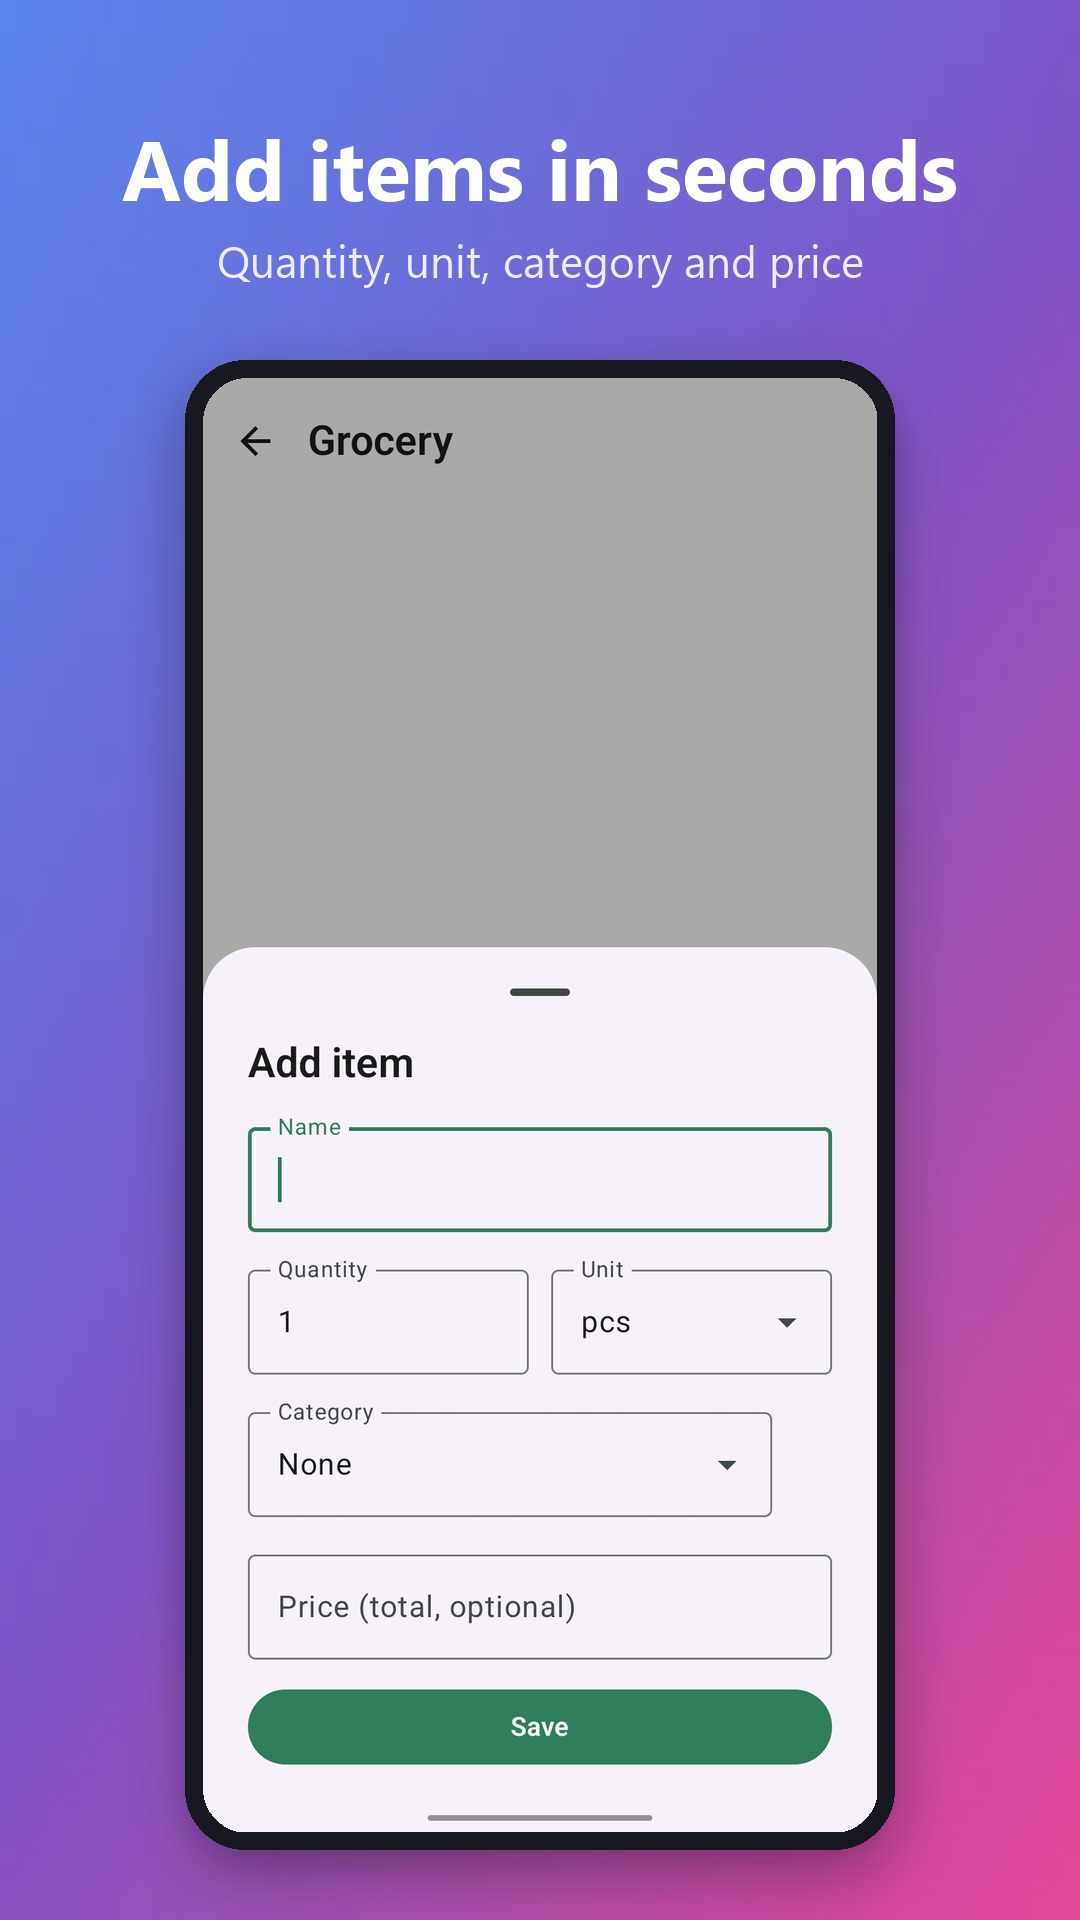 Add items in seconds
Quantity, unit, category and price
Grocery
Add item
Name
Quantity
Unit
1
pcs
Category
None
Price (total, optional)
Save